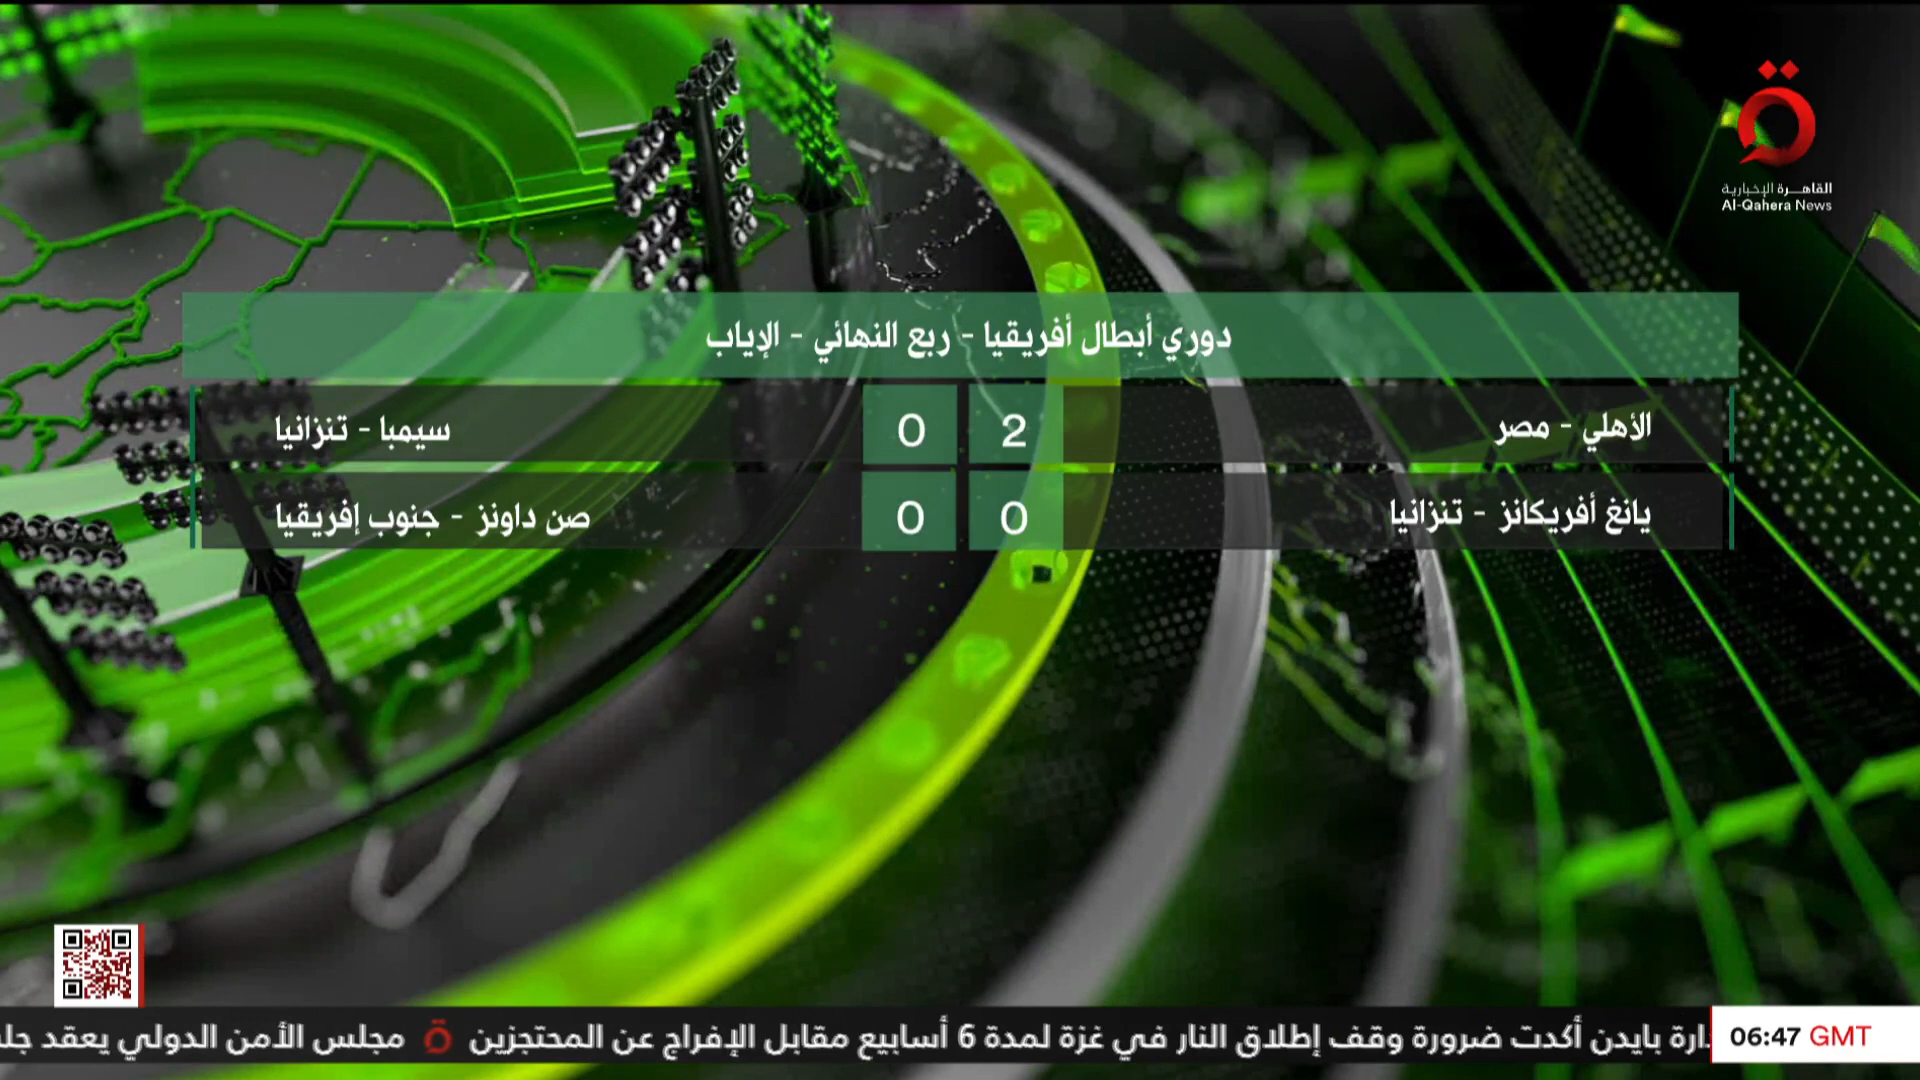 القاهرة الإخبارية
Al-Qahera News
دوري أبطال أفريقيا - ربع النهائي - الإياب
الأهلي - مصر 2 0 سيمبا - تنزانيا
يانغ أفريكانز - تنزانيا 0 0 صن داونز - جنوب إفريقيا
بايدن أكدت ضرورة وقف إطلاق النار في غزة لمدة 6 أسابيع مقابل الإفراج عن المحتجزين مجلس الأمن الدولي يعقد
06:47 GMT